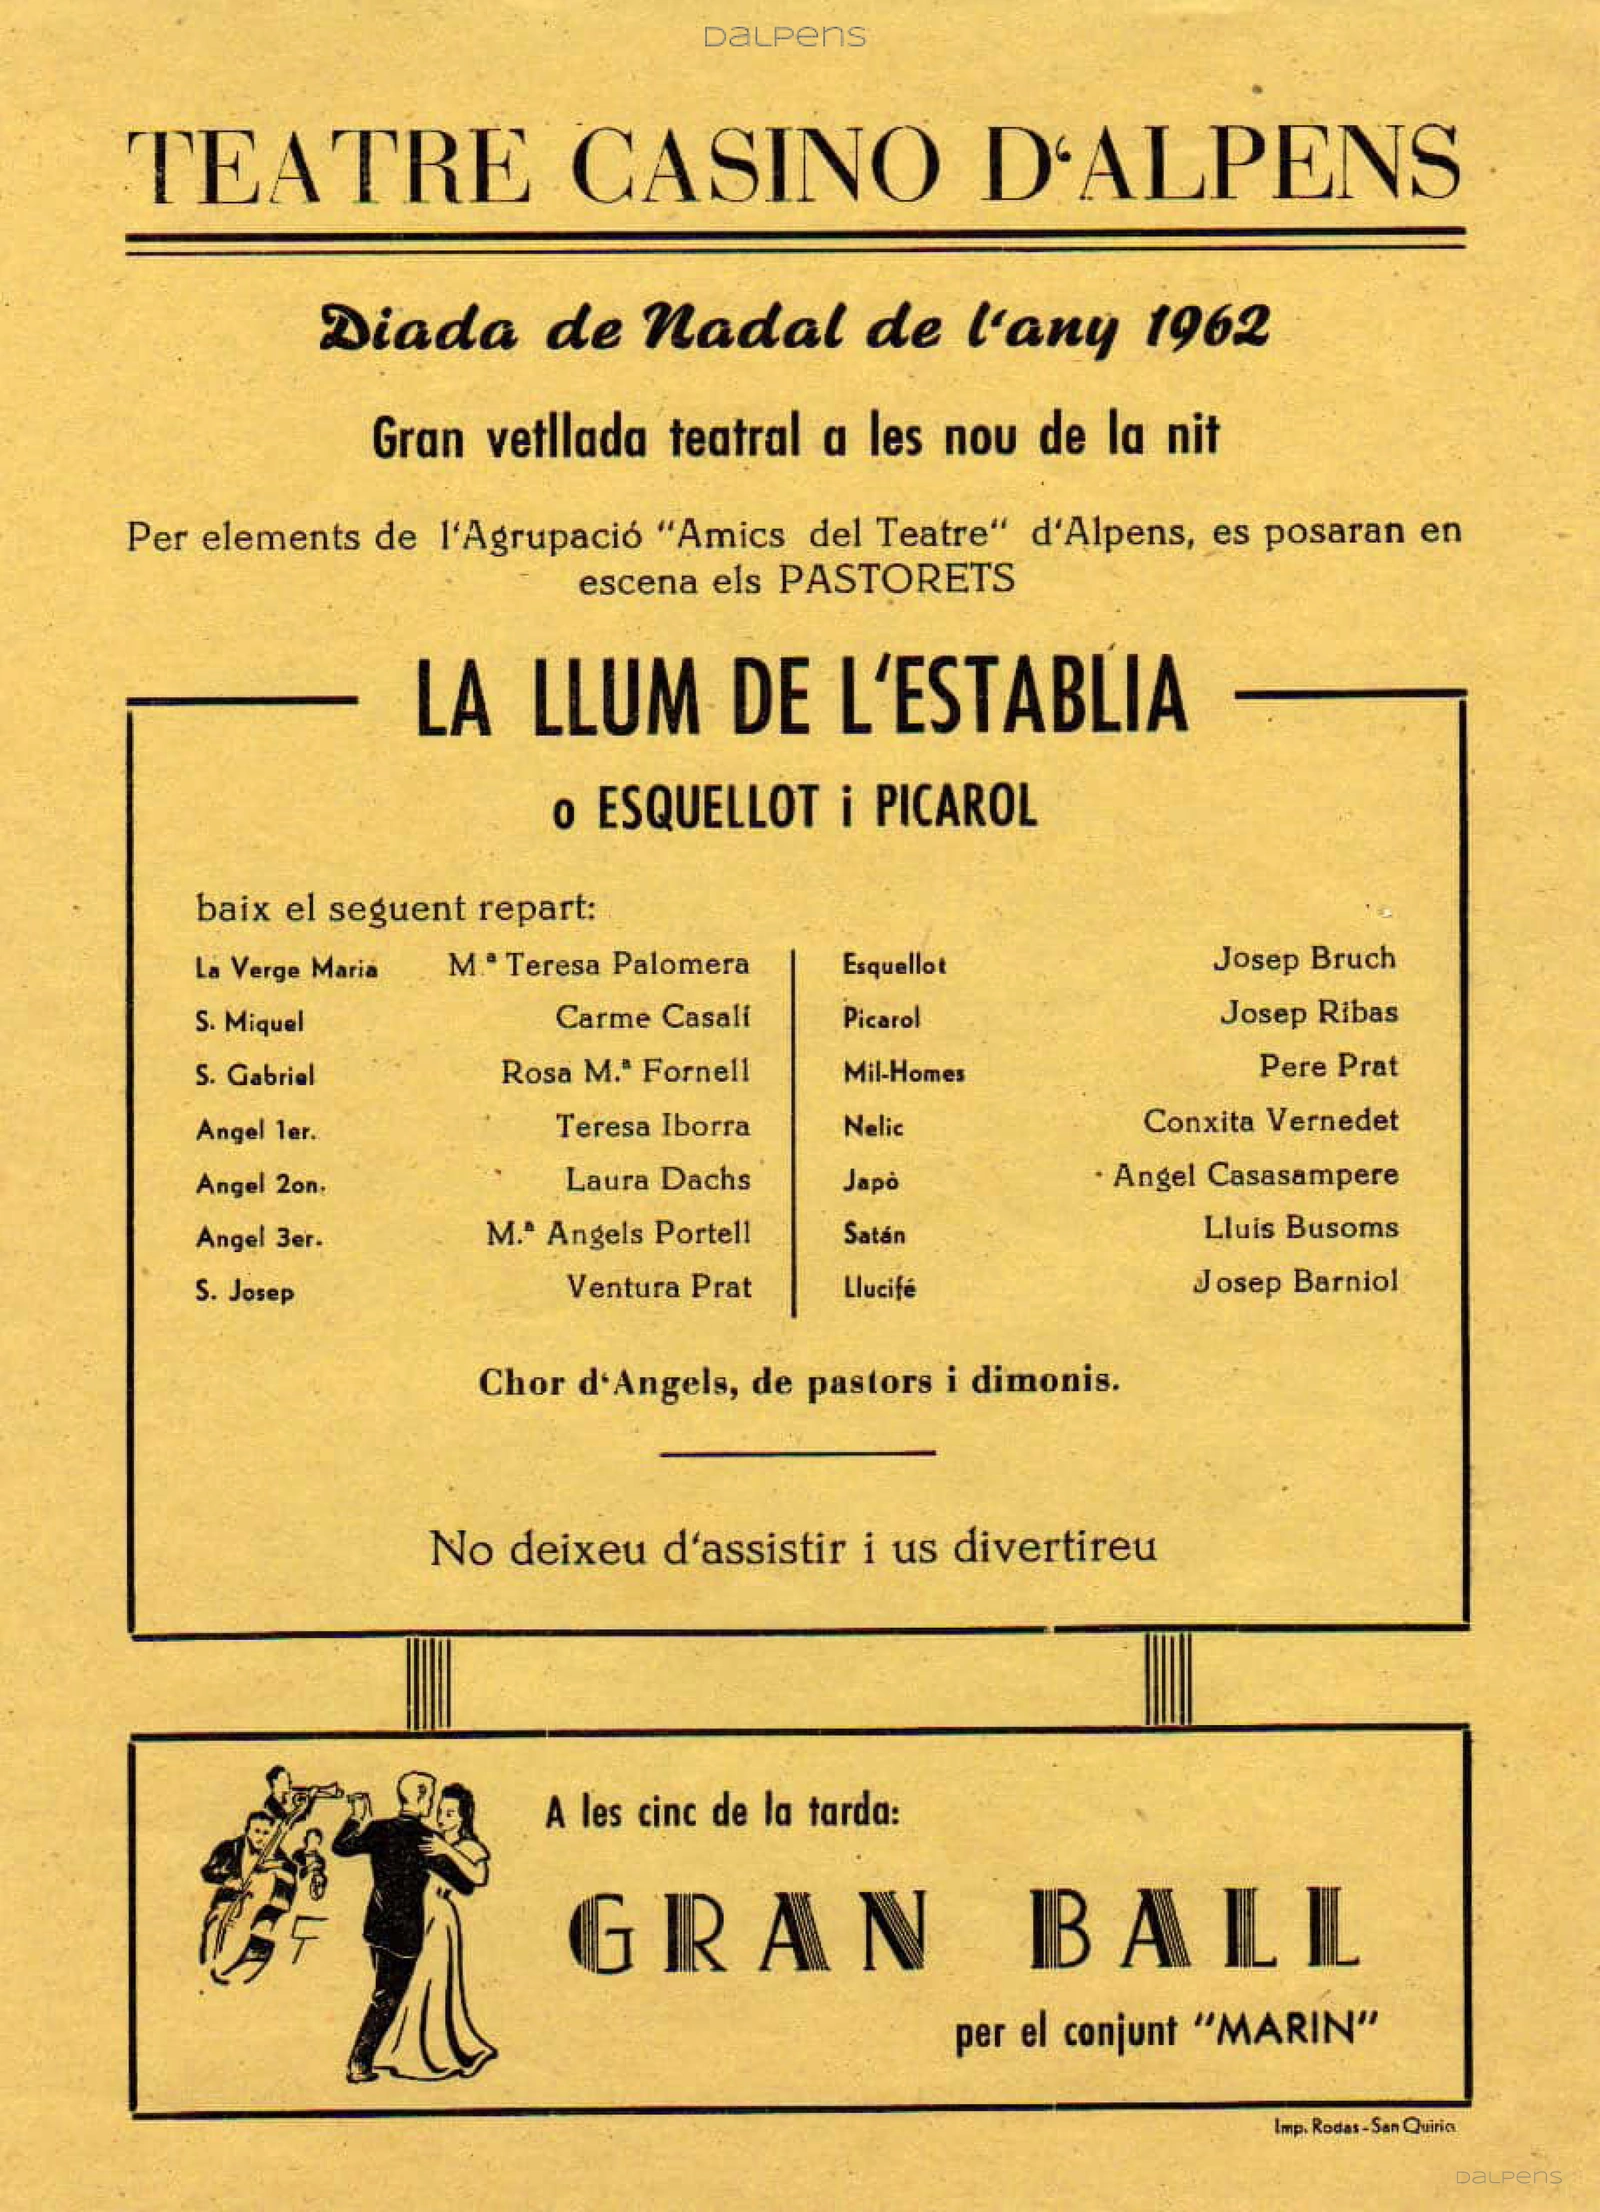 DALPENS
TEATRE CASINO D'ALPENS
Diada de Nadal de l'any 1962
Gran vetllada teatral a les nou de la nit
Per elements de l'Agrupació "Amics del Teatre" d'Alpens, es posaran en
escena els PASTORETS
LA LLUM DE L'ESTABLIA
o ESQUELLOT i PICAROL
baix el seguent repart:
La Verge Maria M.ª Teresa Palomera
S. Miquel Carme Casalí
S. Gabriel Rosa M.ª Fornell
Angel 1er. Teresa Iborra
Angel 2on. Laura Dachs
Angel 3er. M.ª Angels Portell
S. Josep Ventura Prat
Esquellot Josep Bruch
Picarol Josep Ribas
Mil-Homes Pere Prat
Nelic Conxita Vernedet
Japò Angel Casasampere
Satán Lluis Busoms
Llucifé Josep Barniol
Chor d'Angels, de pastors i dimonis.
No deixeu d'assistir i us divertireu
A les cinc de la tarda:
GRAN BALL
per el conjunt "MARIN"
Imp. Rodas - San Quirico
DALPENS